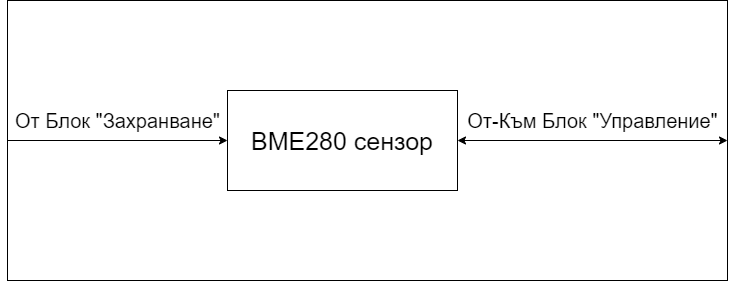 От Блок "Захранване"
BME280 сензор
От-Към Блок "Управление"